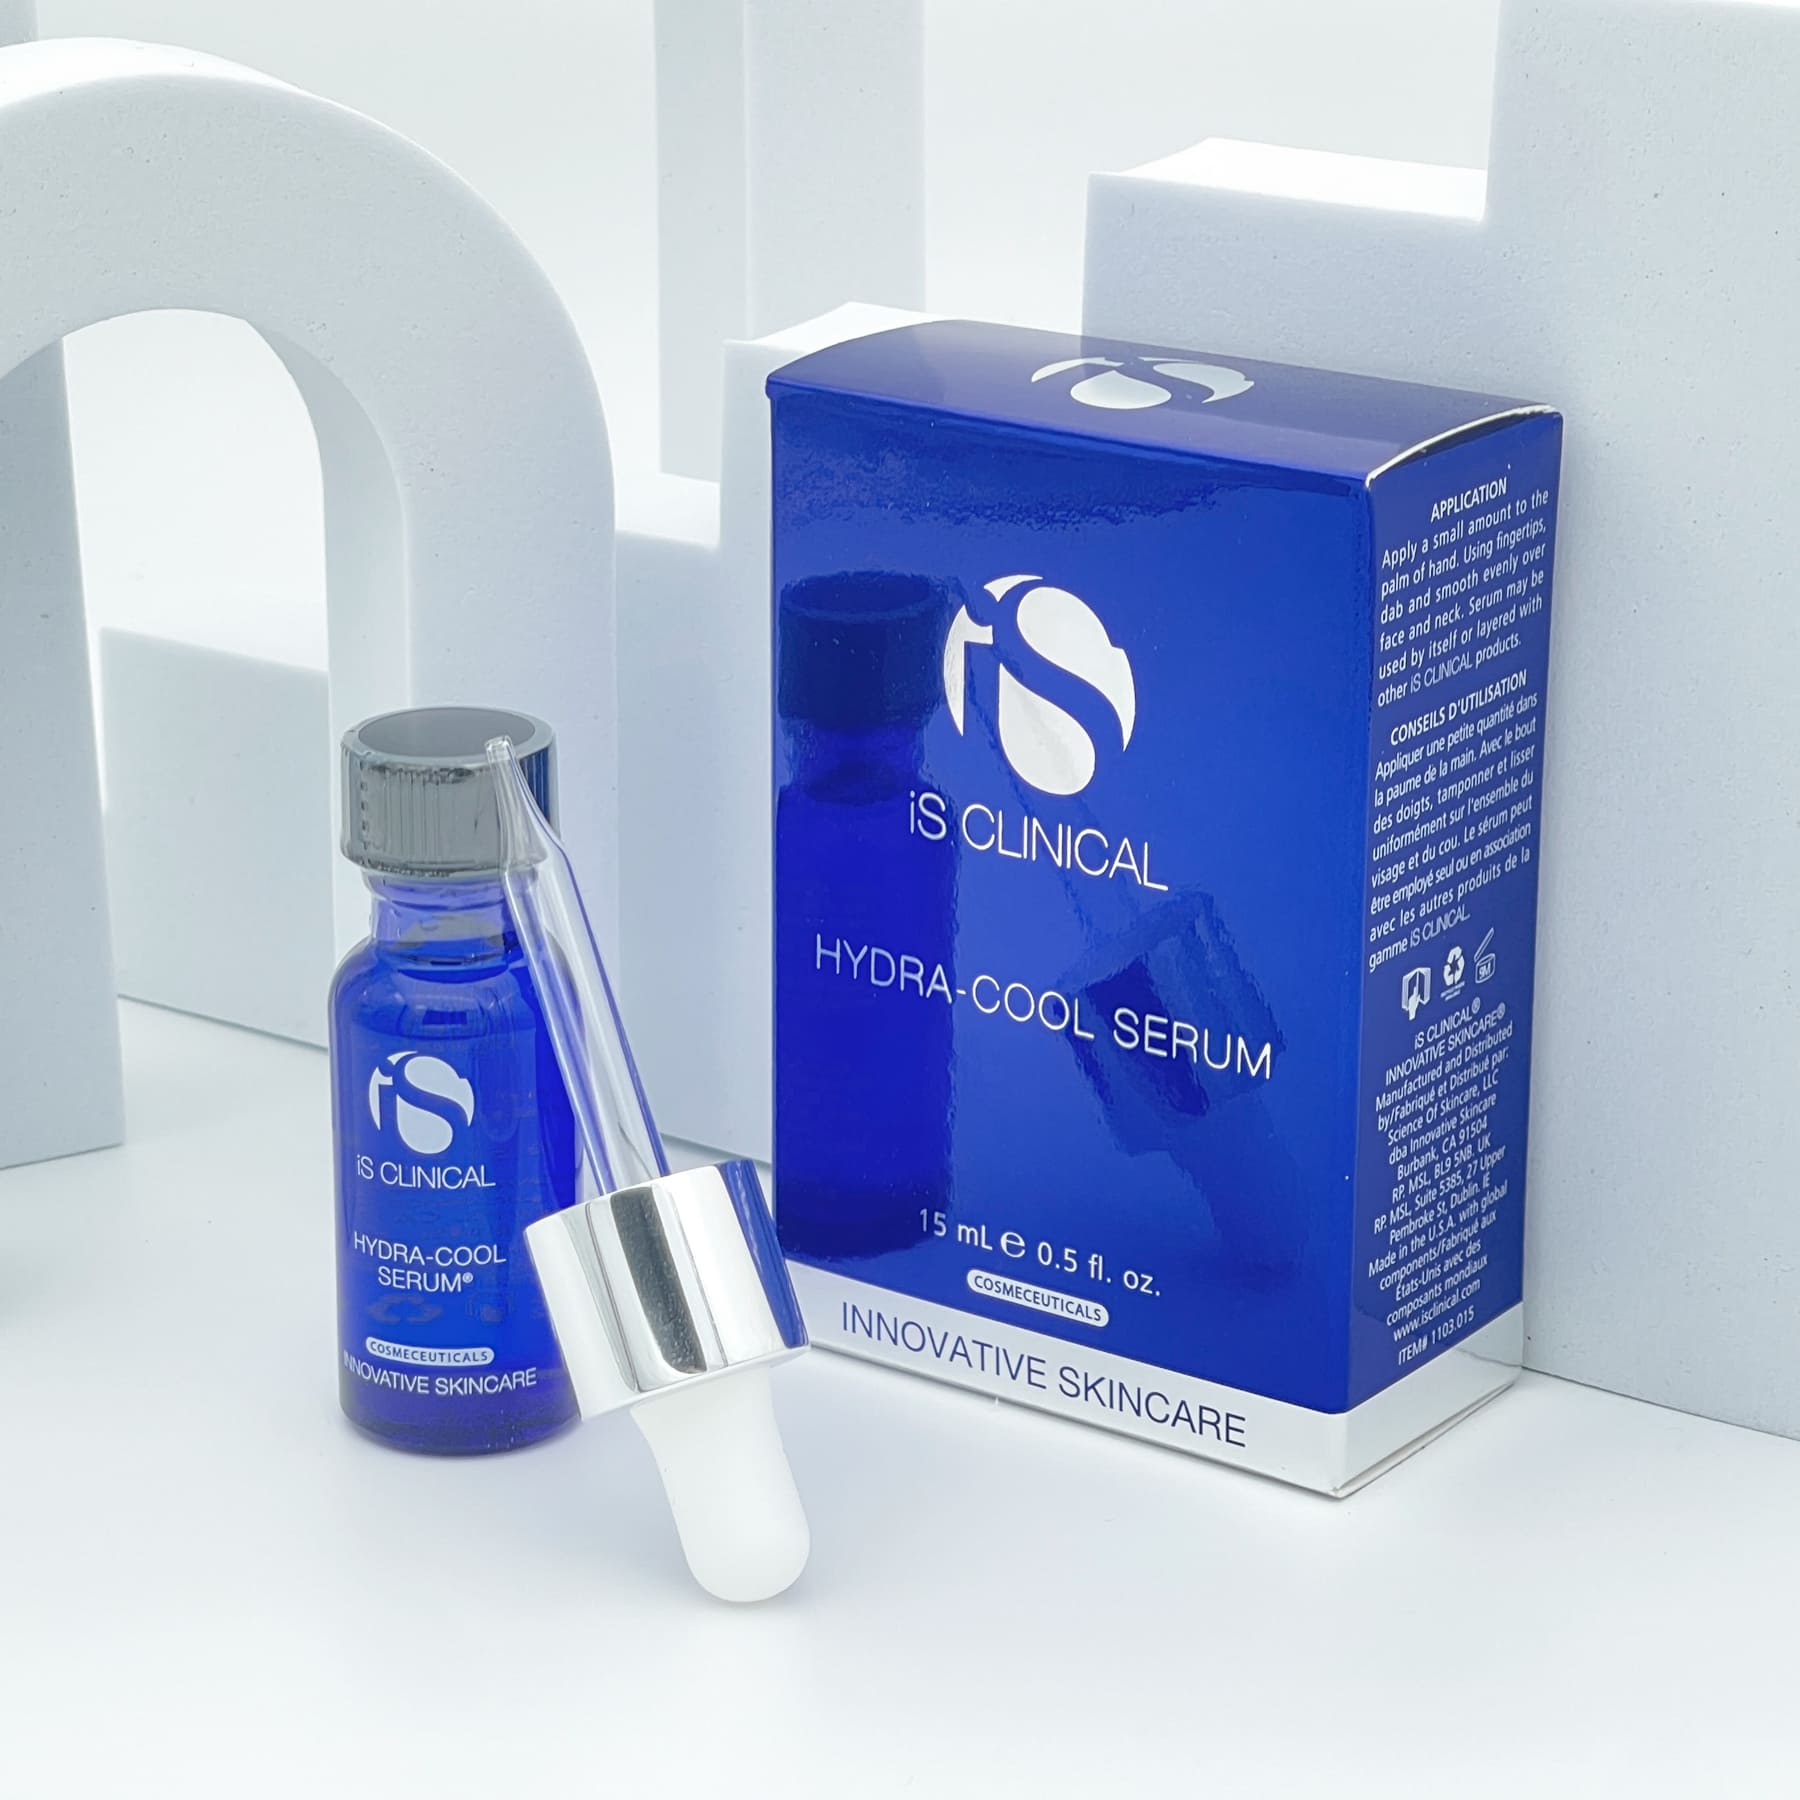 iS
iS CLINICAL
HYDRA-COOL
SERUM®
COSMECEUTICALS
INNOVATIVE SKINCARE
iS
iS
iS CLINICAL
HYDRA-COOL SERUM
15 mL e 0.5 fl. oz.
COSMECEUTICALS
INNOVATIVE SKINCARE
APPLICATION
Apply a small amount to the
palm of hand. Using fingertips,
dab and smooth evenly over
face and neck. Serum may be
used by itself or layered with
other iS CLINICAL products.
CONSEILS D'UTILISATION
Appliquer une petite quantité dans
la paume de la main. Avec le bout
des doigts, tamponner et lisser
uniformément sur l'ensemble du
visage et du cou. Le sérum peut
être employé seul ou en association
avec les autres produits de la
gamme iS CLINICAL.
9M
iS CLINICAL®
INNOVATIVE SKINCARE®
Manufactured and Distributed
by/Fabriqué et Distribué par:
Science Of Skincare, LLC
dba Innovative Skincare
Burbank, CA 91504
RP. MSL, BL9 5NB. UK
RP. MSL, Suite 5385, 27 Upper
Pembroke St, Dublin. IE
Made in the U.S.A. with global
components/Fabriqué aux
États-Unis avec des
composants mondiaux
www.isclinical.com
ITEM# 1103.015